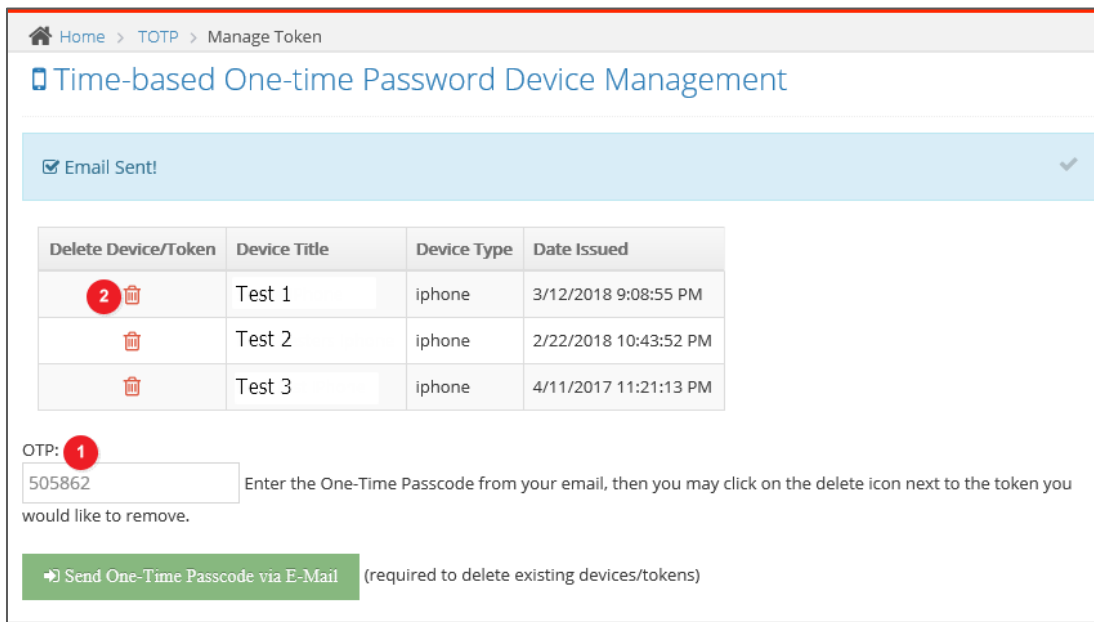 Home > TOTP > Manage Token
Time-based One-time Password Device Management
Email Sent!
Delete Device/Token Device Title Device Type Date Issued
2 Test 1 iphone 3/12/2018 9:08:55 PM
Test 2 iphone 2/22/2018 10:43:52 PM
Test 3 iphone 4/11/2017 11:21:13 PM
OTP: 1
505862 Enter the One-Time Passcode from your email, then you may click on the delete icon next to the token you
would like to remove.
Send One-Time Passcode via E-Mail (required to delete existing devices/tokens)